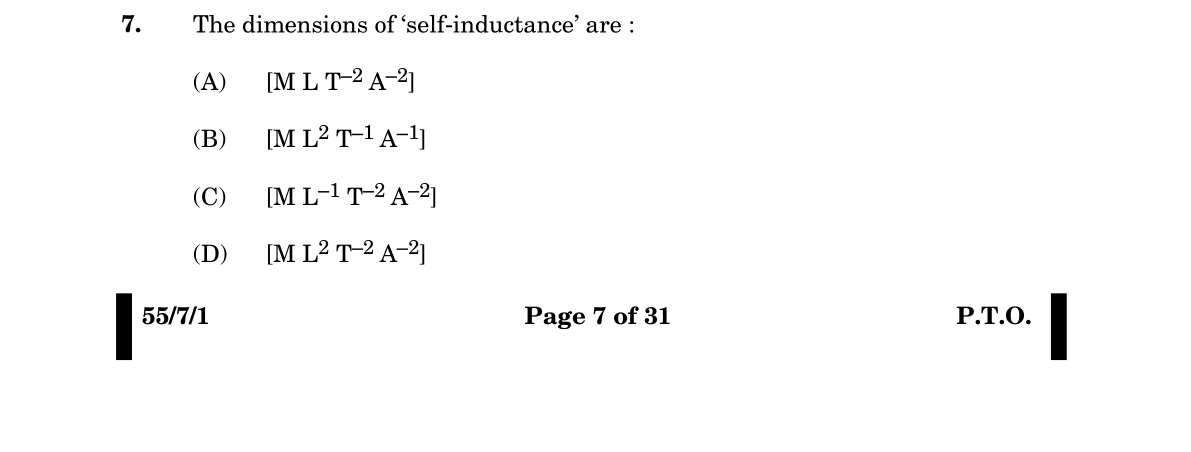 7. The dimensions of ‘self-inductance’ are :
(A) [M L T–2 A–2]
(B) [M L2 T–1 A–1]
(C) [M L–1 T–2 A–2]
(D) [M L2 T–2 A–2]
55/7/1 Page 7 of 31 P.T.O.